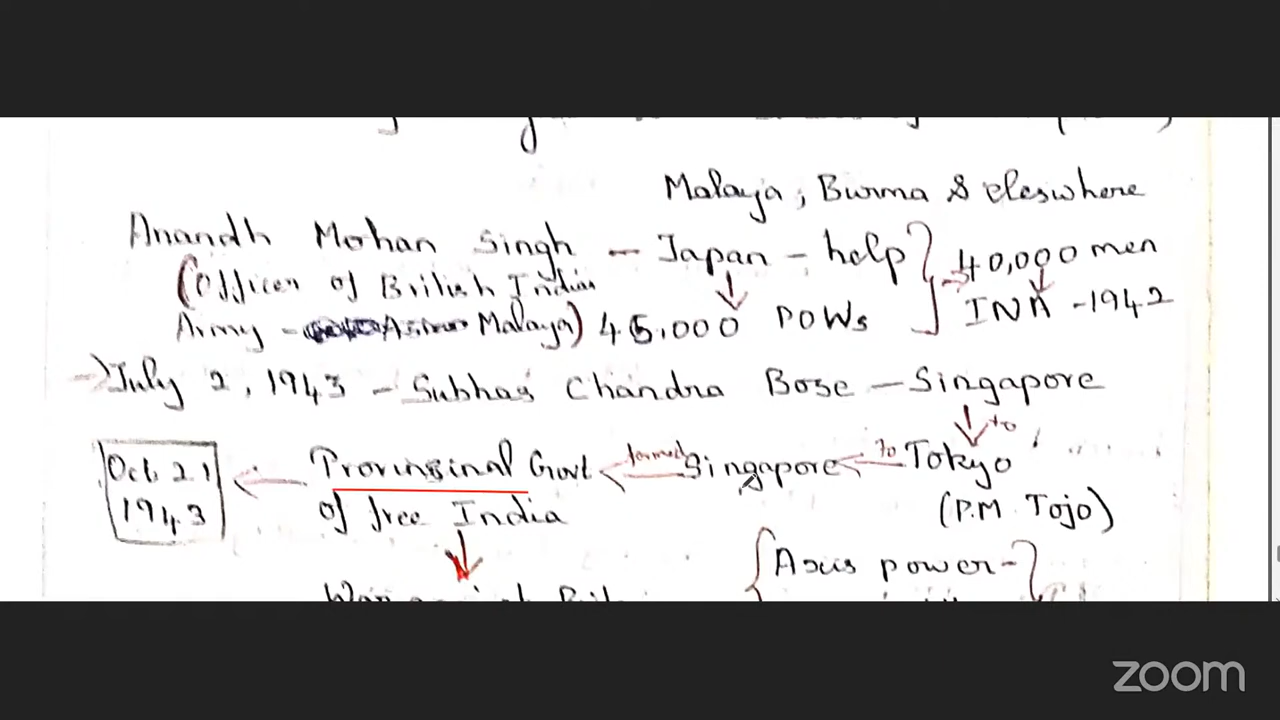 Malaya, Burma & eleswhere
Anandh Mohan Singh - Japan - help
40,000 men
(Officer of British Indian
Army - Malaya) 45,000 POWs
INA - 1942
→ July 2, 1943 - Subhas Chandra Bose - Singapore
to
Oct 21 1943 ← Provinsinal Govt ← formed Singapore ← to Tokyo
of free India
(P.M. Tojo)
Axis power -
zoom